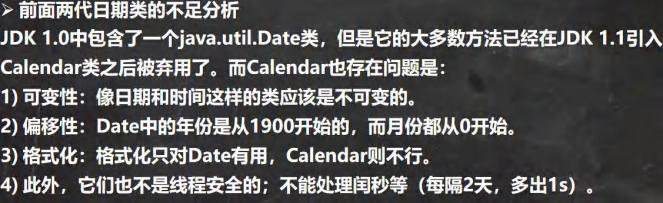 ➢ 前面两代日期类的不足分析
JDK 1.0中包含了一个java.util.Date类，但是它的大多数方法已经在JDK 1.1引入
Calendar类之后被弃用了。而Calendar也存在问题是：
1) 可变性：像日期和时间这样的类应该是不可变的。
2) 偏移性：Date中的年份是从1900开始的，而月份都从0开始。
3) 格式化：格式化只对Date有用，Calendar则不行。
4) 此外，它们也不是线程安全的；不能处理闰秒等（每隔2天，多出1s）。